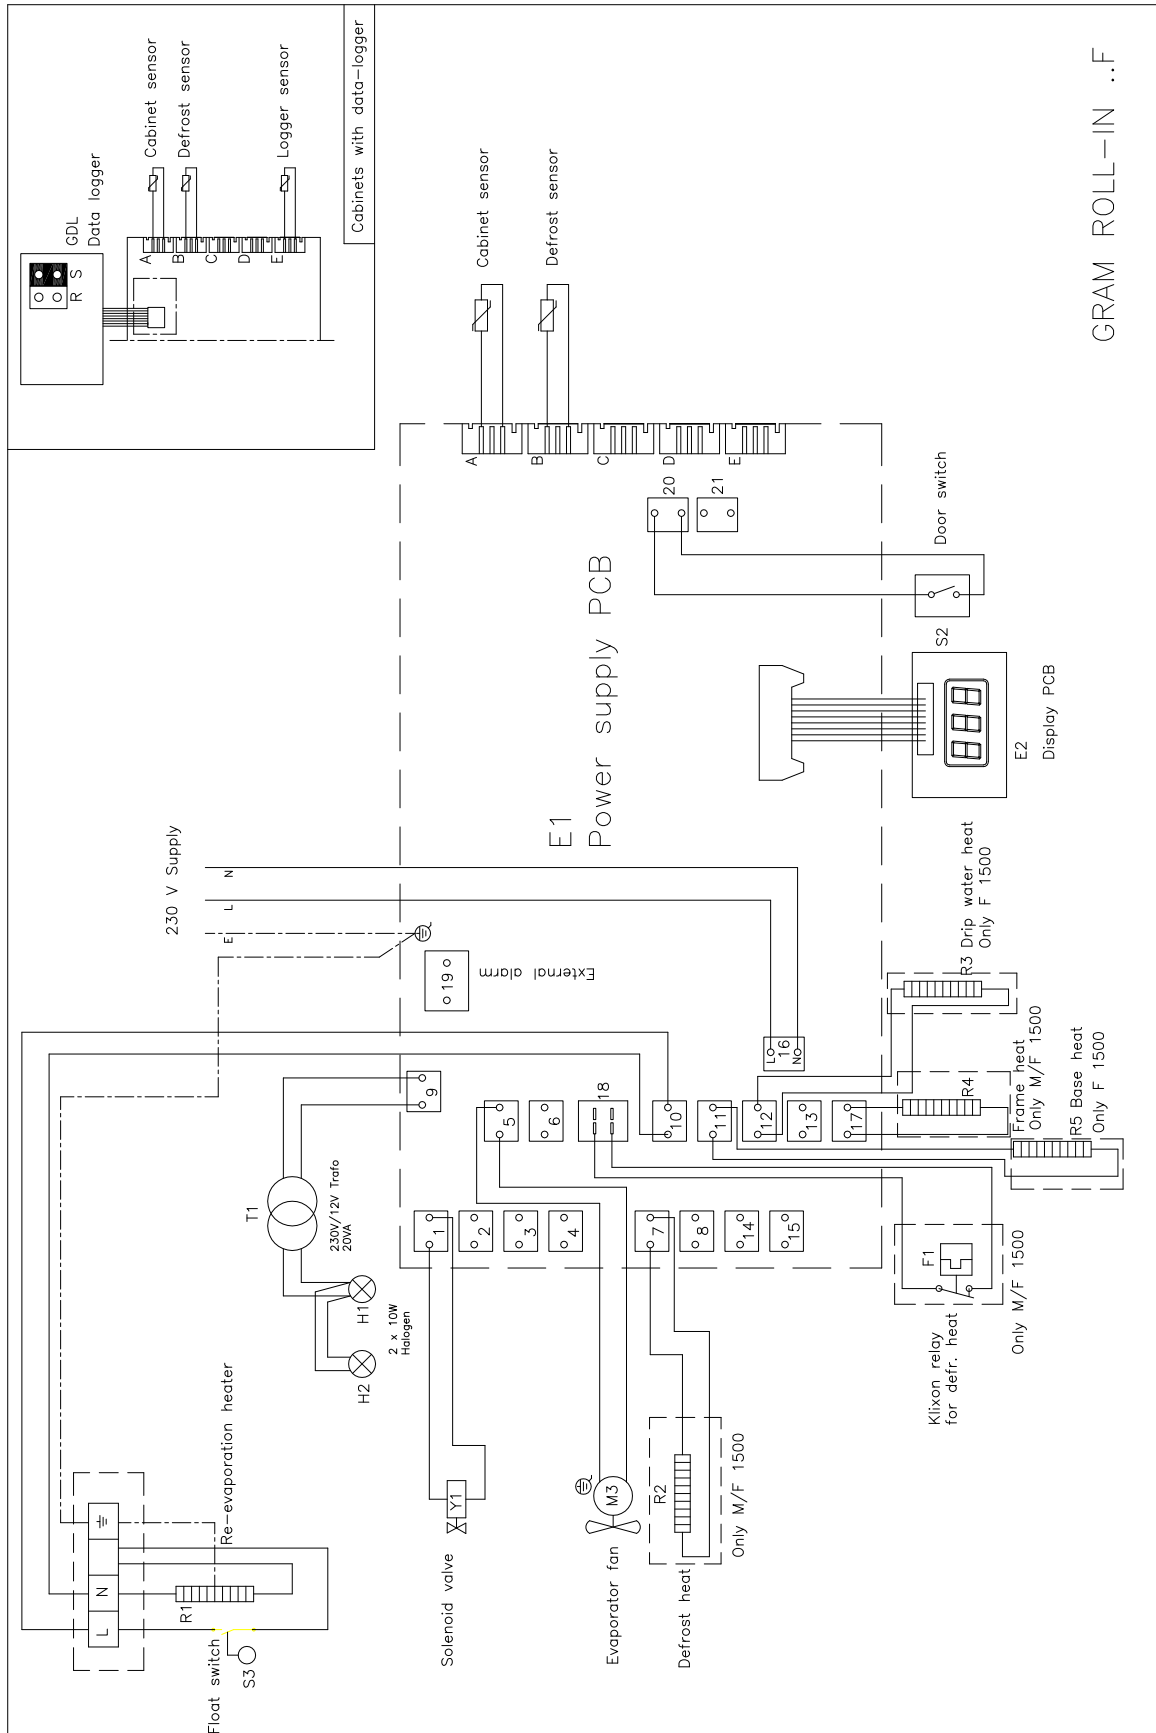 GDL
Data logger
R S
A
B
C
D
E
Cabinet sensor
Defrost sensor
Logger sensor
Cabinets with data-logger
GRAM ROLL-IN ..F
Cabinet sensor
Defrost sensor
A
B
C
D
E
20
21
Door switch
S2
E1
Power supply PCB
E2
Display PCB
230 V Supply
E L N
19
External alarm
L
16
N
R3 Drip water heat
Only F 1500
R4
Frame heat
Only M/F 1500
R5 Base heat
Only F 1500
9
5
6
18
10
11
12
13
17
1
2
3
4
7
8
14
15
T1
230V/12V Trafo
20VA
H1
H2
2 x 10W
Halogen
F1
Klixon relay
for defr. heat
Only M/F 1500
Re-evaporation heater
L N
R1
Float switch
S3
Y1
Solenoid valve
M3
Evaporator fan
R2
Defrost heat
Only M/F 1500